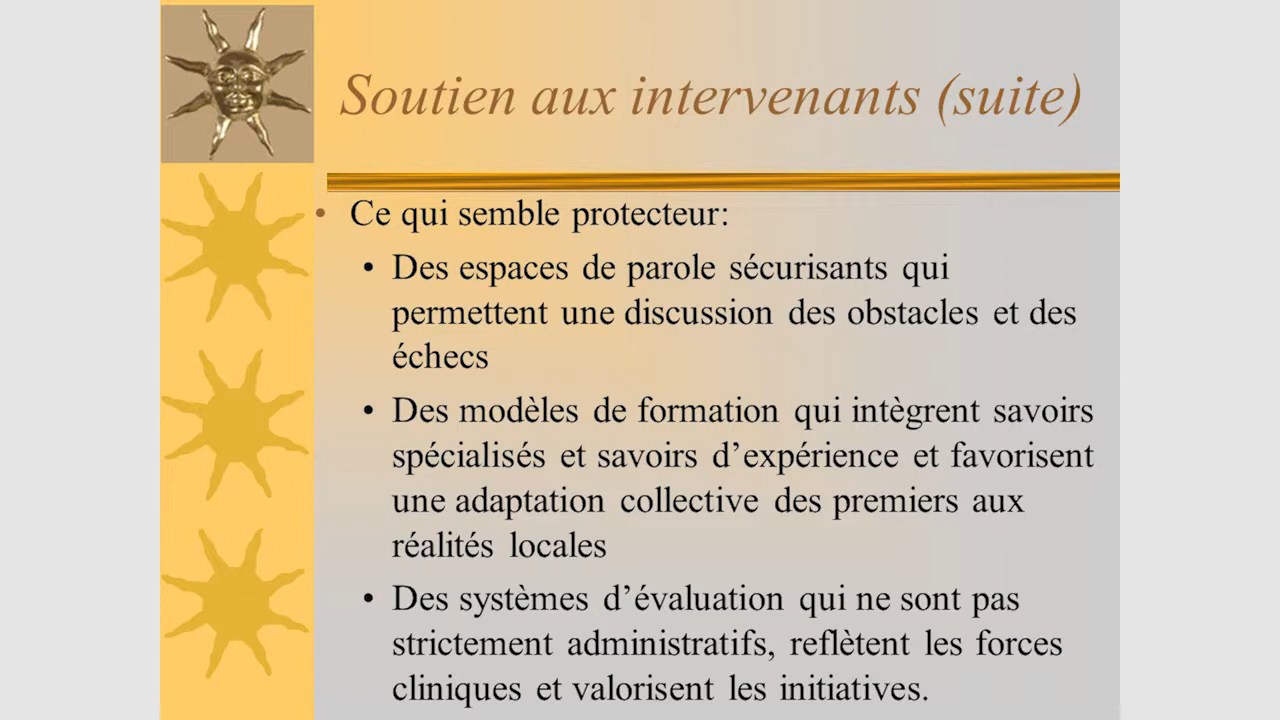 Soutien aux intervenants (suite)
• Ce qui semble protecteur:
• Des espaces de parole sécurisants qui
permettent une discussion des obstacles et des
échecs
• Des modèles de formation qui intègrent savoirs
spécialisés et savoirs d’expérience et favorisent
une adaptation collective des premiers aux
réalités locales
• Des systèmes d’évaluation qui ne sont pas
strictement administratifs, reflètent les forces
cliniques et valorisent les initiatives.